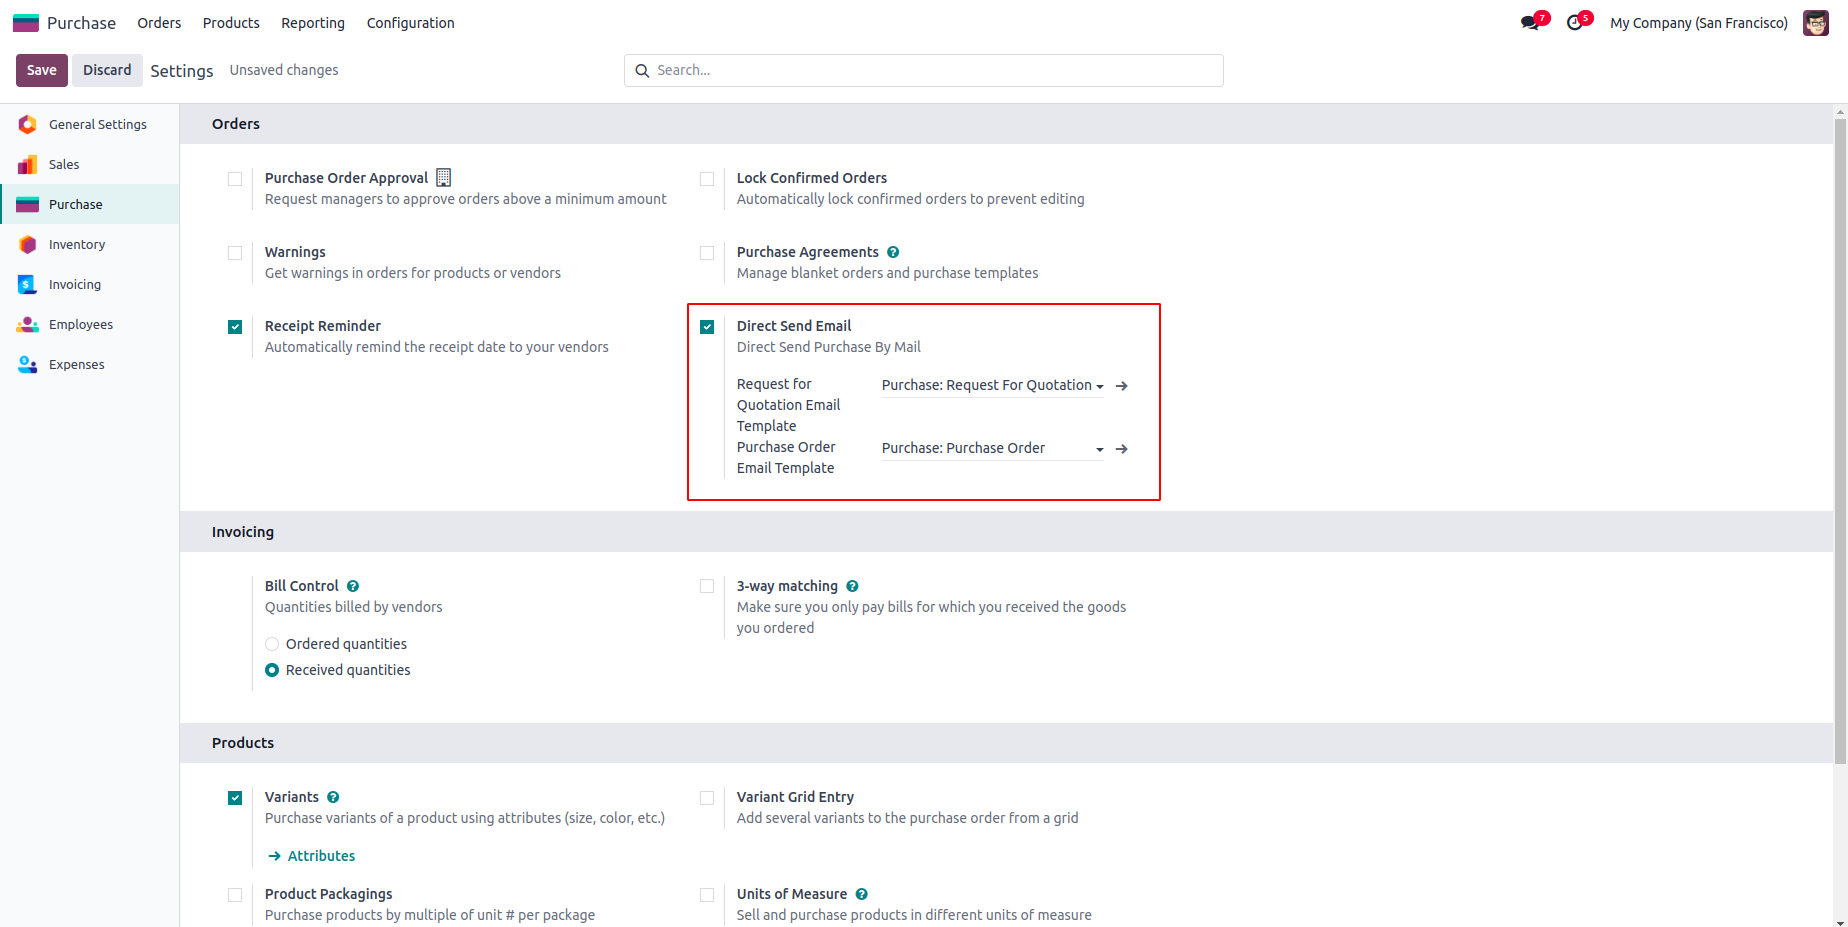 Purchase Orders Products Reporting Configuration 7 5 My Company (San Francisco)
Save Discard Settings Unsaved changes Search...
General Settings
Sales
Purchase
Inventory
Invoicing
Employees
Expenses
Orders
Purchase Order Approval
Request managers to approve orders above a minimum amount
Lock Confirmed Orders
Automatically lock confirmed orders to prevent editing
Warnings
Get warnings in orders for products or vendors
Purchase Agreements ?
Manage blanket orders and purchase templates
Receipt Reminder
Automatically remind the receipt date to your vendors
Direct Send Email
Direct Send Purchase By Mail
Request for
Quotation Email
Template
Purchase: Request For Quotation
Purchase Order
Email Template
Purchase: Purchase Order
Invoicing
Bill Control ?
Quantities billed by vendors
Ordered quantities
Received quantities
3-way matching ?
Make sure you only pay bills for which you received the goods
you ordered
Products
Variants ?
Purchase variants of a product using attributes (size, color, etc.)
Attributes
Variant Grid Entry
Add several variants to the purchase order from a grid
Product Packagings
Purchase products by multiple of unit # per package
Units of Measure ?
Sell and purchase products in different units of measure